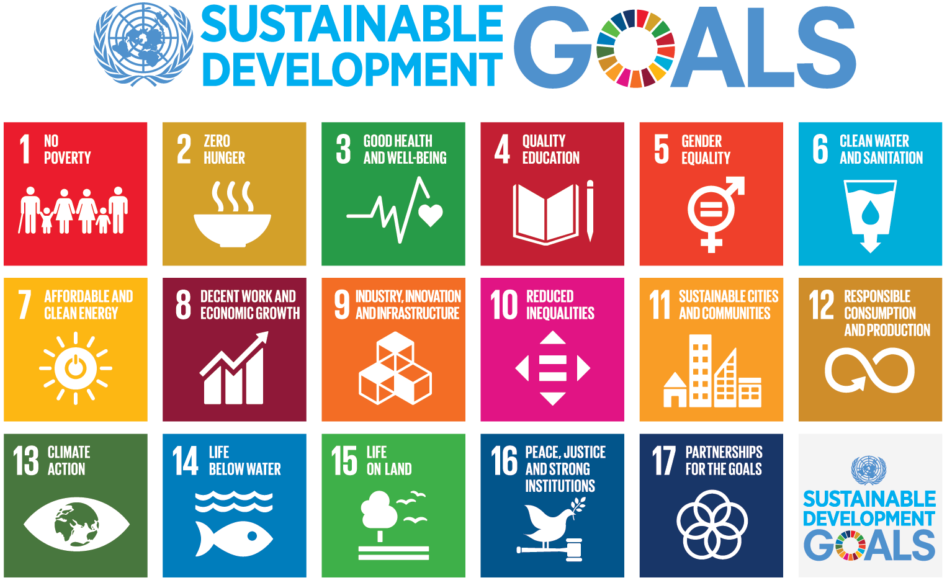 SUSTAINABLE
DEVELOPMENT
GOALS
1 NO
POVERTY
2 ZERO
HUNGER
3 GOOD HEALTH
AND WELL-BEING
4 QUALITY
EDUCATION
5 GENDER
EQUALITY
6 CLEAN WATER
AND SANITATION
7 AFFORDABLE AND
CLEAN ENERGY
8 DECENT WORK AND
ECONOMIC GROWTH
9 INDUSTRY, INNOVATION
AND INFRASTRUCTURE
10 REDUCED
INEQUALITIES
11 SUSTAINABLE CITIES
AND COMMUNITIES
12 RESPONSIBLE
CONSUMPTION
AND PRODUCTION
13 CLIMATE
ACTION
14 LIFE
BELOW WATER
15 LIFE
ON LAND
16 PEACE, JUSTICE
AND STRONG
INSTITUTIONS
17 PARTNERSHIPS
FOR THE GOALS
SUSTAINABLE
DEVELOPMENT
GOALS